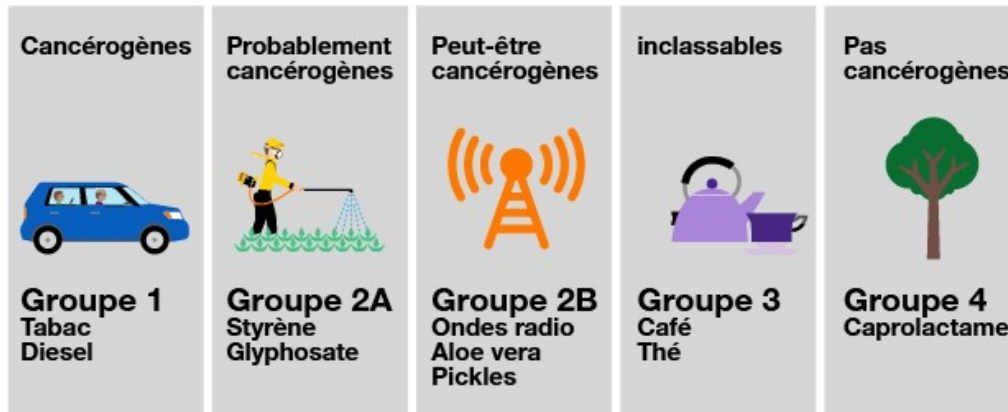 Cancérogènes
Probablement
cancérogènes
Peut-être
cancérogènes
inclassables
Pas
cancérogènes
Groupe 1
Tabac
Diesel
Groupe 2A
Styrène
Glyphosate
Groupe 2B
Ondes radio
Aloe vera
Pickles
Groupe 3
Café
Thé
Groupe 4
Caprolactame